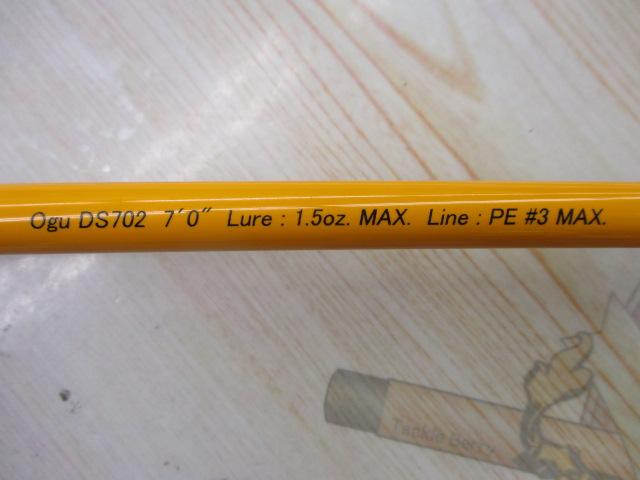 Ogu DS702 7'0" Lure : 1.5oz. MAX. Line : PE #3 MAX.
Tackle Berry